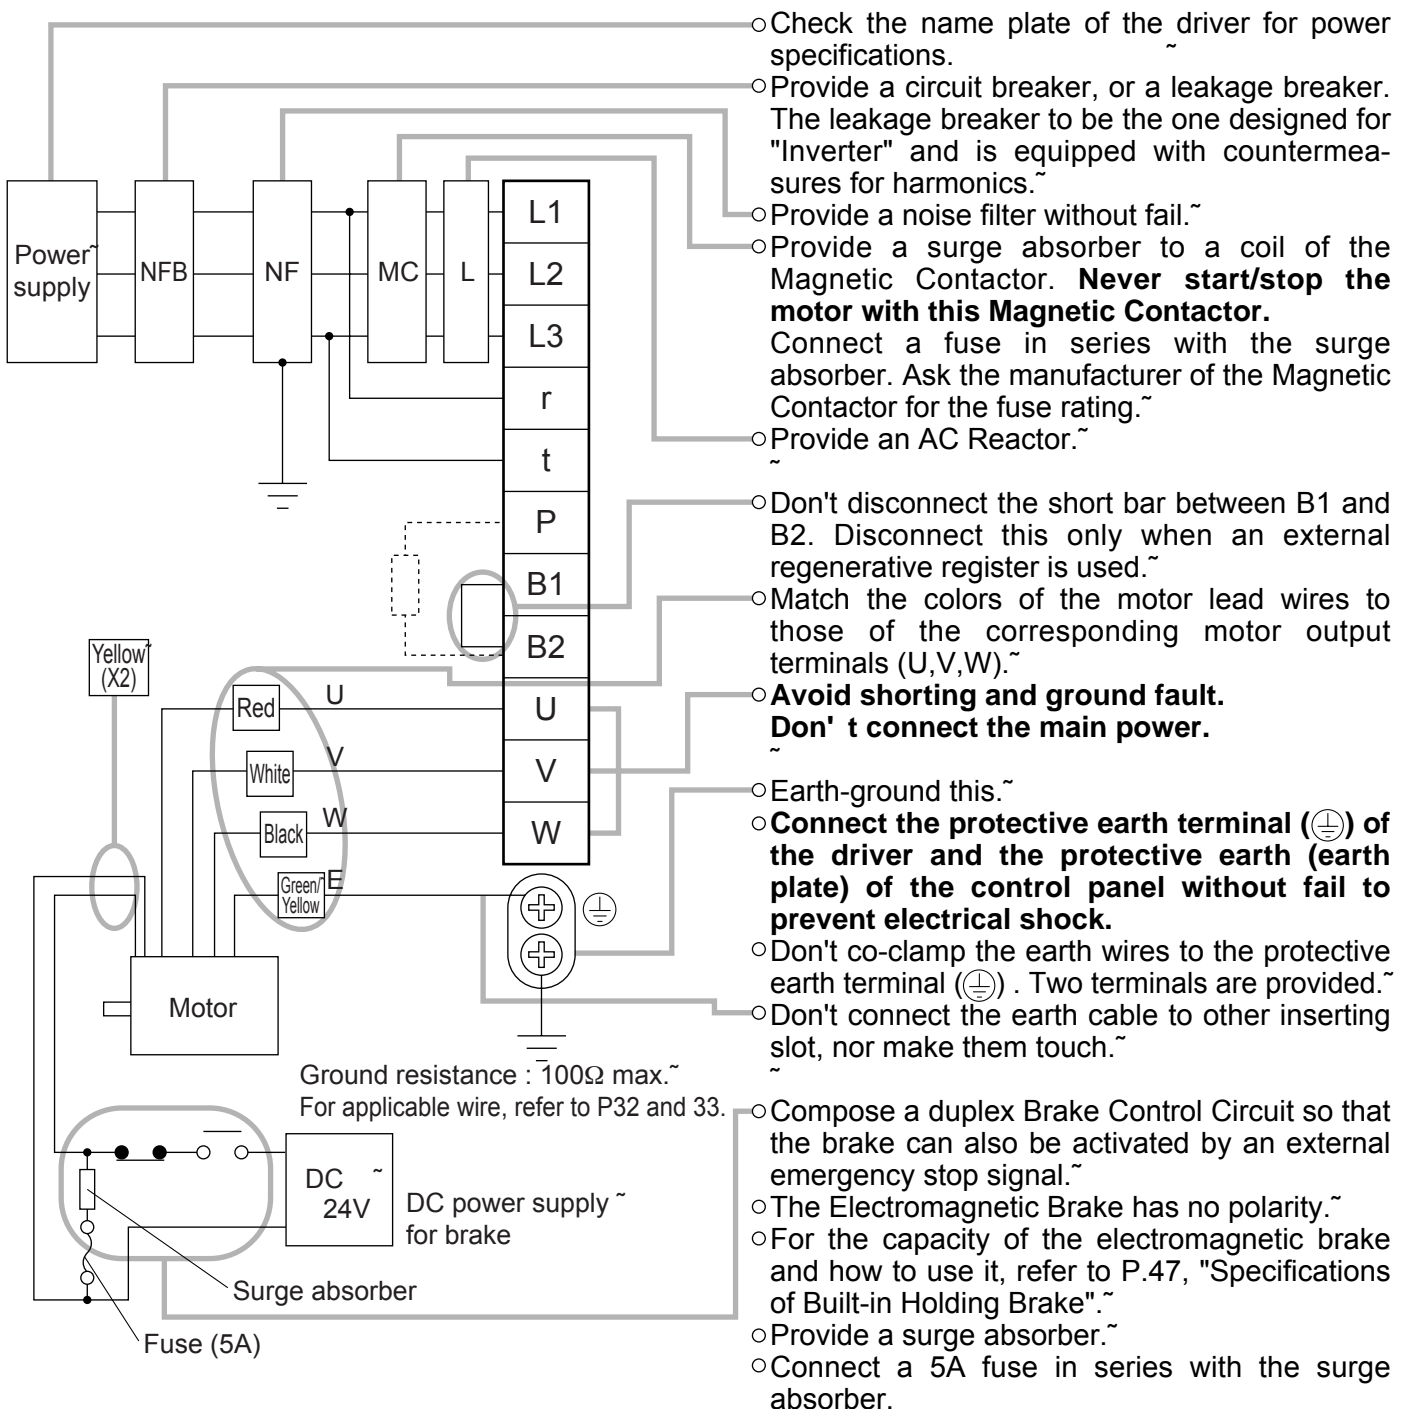 Check the name plate of the driver for power
specifications. ˜
Provide a circuit breaker, or a leakage breaker.
The leakage breaker to be the one designed for
"Inverter" and is equipped with countermea-
sures for harmonics.˜
Provide a noise filter without fail.˜
Provide a surge absorber to a coil of the
Magnetic Contactor. Never start/stop the
motor with this Magnetic Contactor.
Connect a fuse in series with the surge
absorber. Ask the manufacturer of the Magnetic
Contactor for the fuse rating.˜
Provide an AC Reactor.˜
˜
Don't disconnect the short bar between B1 and
B2. Disconnect this only when an external
regenerative register is used.˜
Match the colors of the motor lead wires to
those of the corresponding motor output
terminals (U,V,W).˜
Avoid shorting and ground fault.
Don' t connect the main power.
˜
Earth-ground this.˜
Connect the protective earth terminal (⏚) of
the driver and the protective earth (earth
plate) of the control panel without fail to
prevent electrical shock.
Don't co-clamp the earth wires to the protective
earth terminal (⏚) . Two terminals are provided.˜
Don't connect the earth cable to other inserting
slot, nor make them touch.˜
˜
Compose a duplex Brake Control Circuit so that
the brake can also be activated by an external
emergency stop signal.˜
The Electromagnetic Brake has no polarity.˜
For the capacity of the electromagnetic brake
and how to use it, refer to P.47, "Specifications
of Built-in Holding Brake".˜
Provide a surge absorber.˜
Connect a 5A fuse in series with the surge
absorber.
Power˜
supply
NFB
NF
MC
L
L1
L2
L3
r
t
P
B1
B2
U
V
W
Yellow˜
(X2)
Red
U
White
V
Black
W
Green/˜
Yellow
E
Motor
Ground resistance : 100Ω max.˜
For applicable wire, refer to P32 and 33.
DC ˜
24V
DC power supply ˜
for brake
Surge absorber
Fuse (5A)